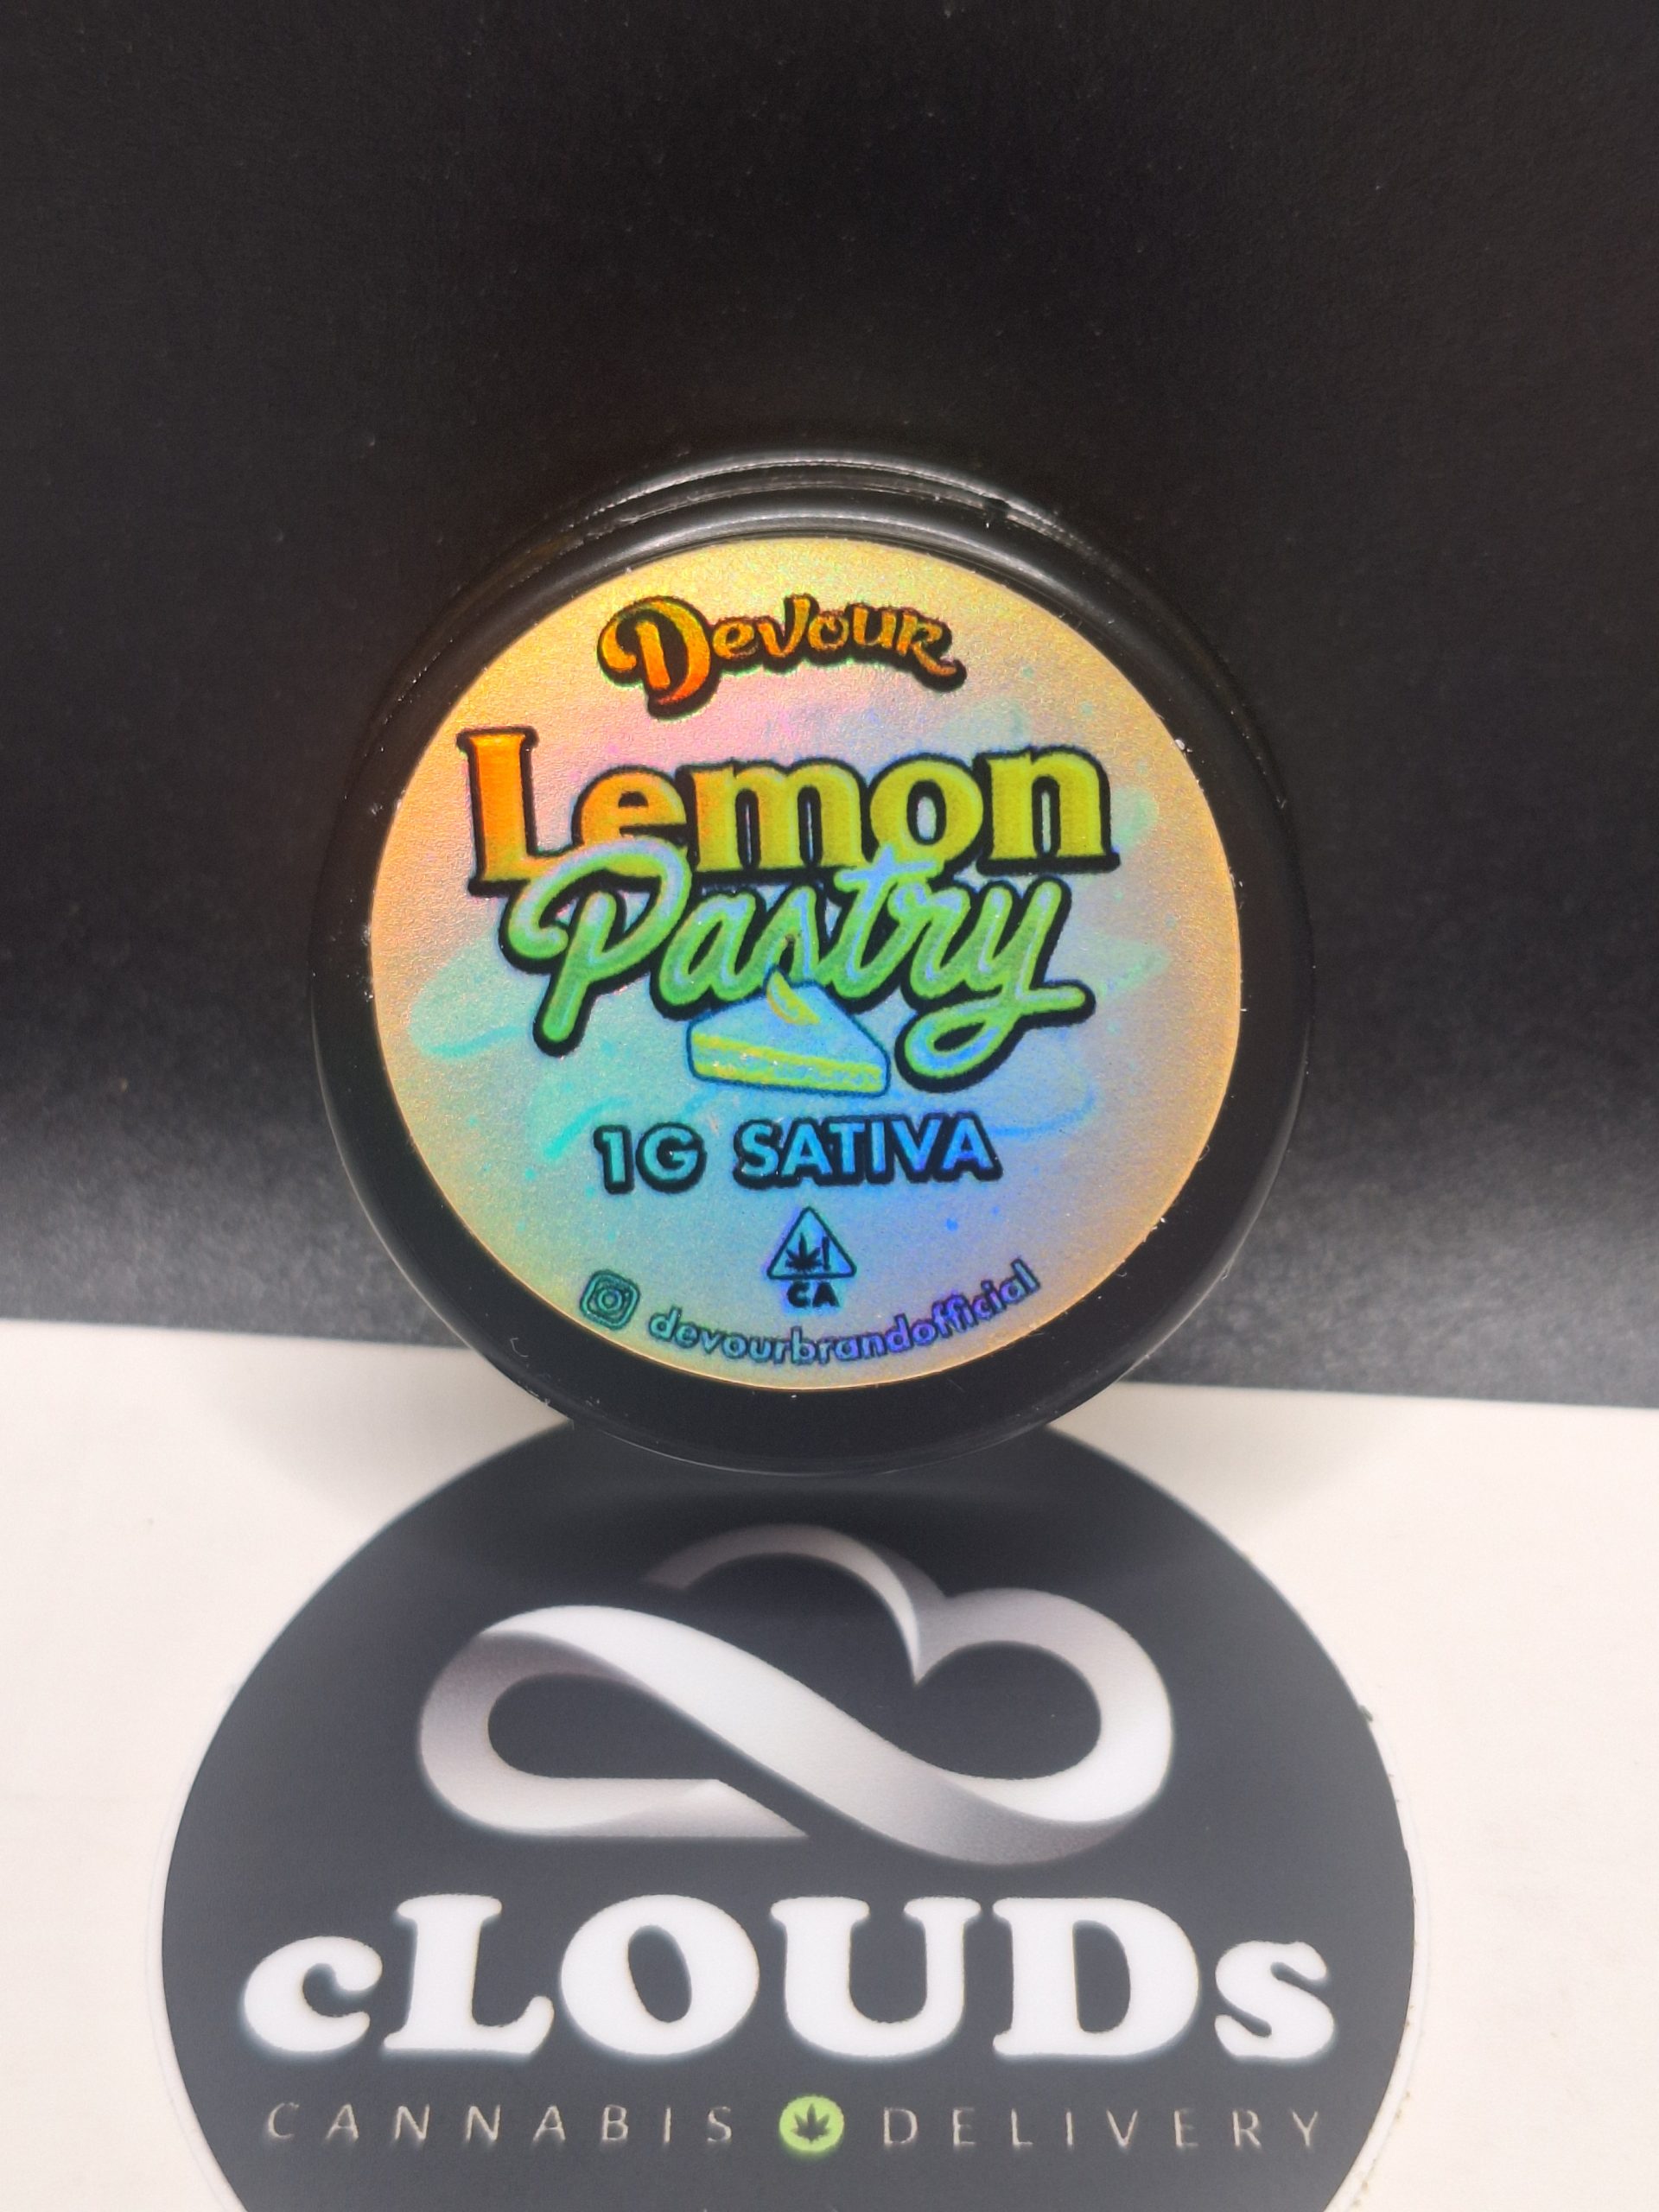 Devour
Lemon
Pastry
1G SATIVA
CA
devourbrandofficial
cLOUDs
CANNABIS DELIVERY